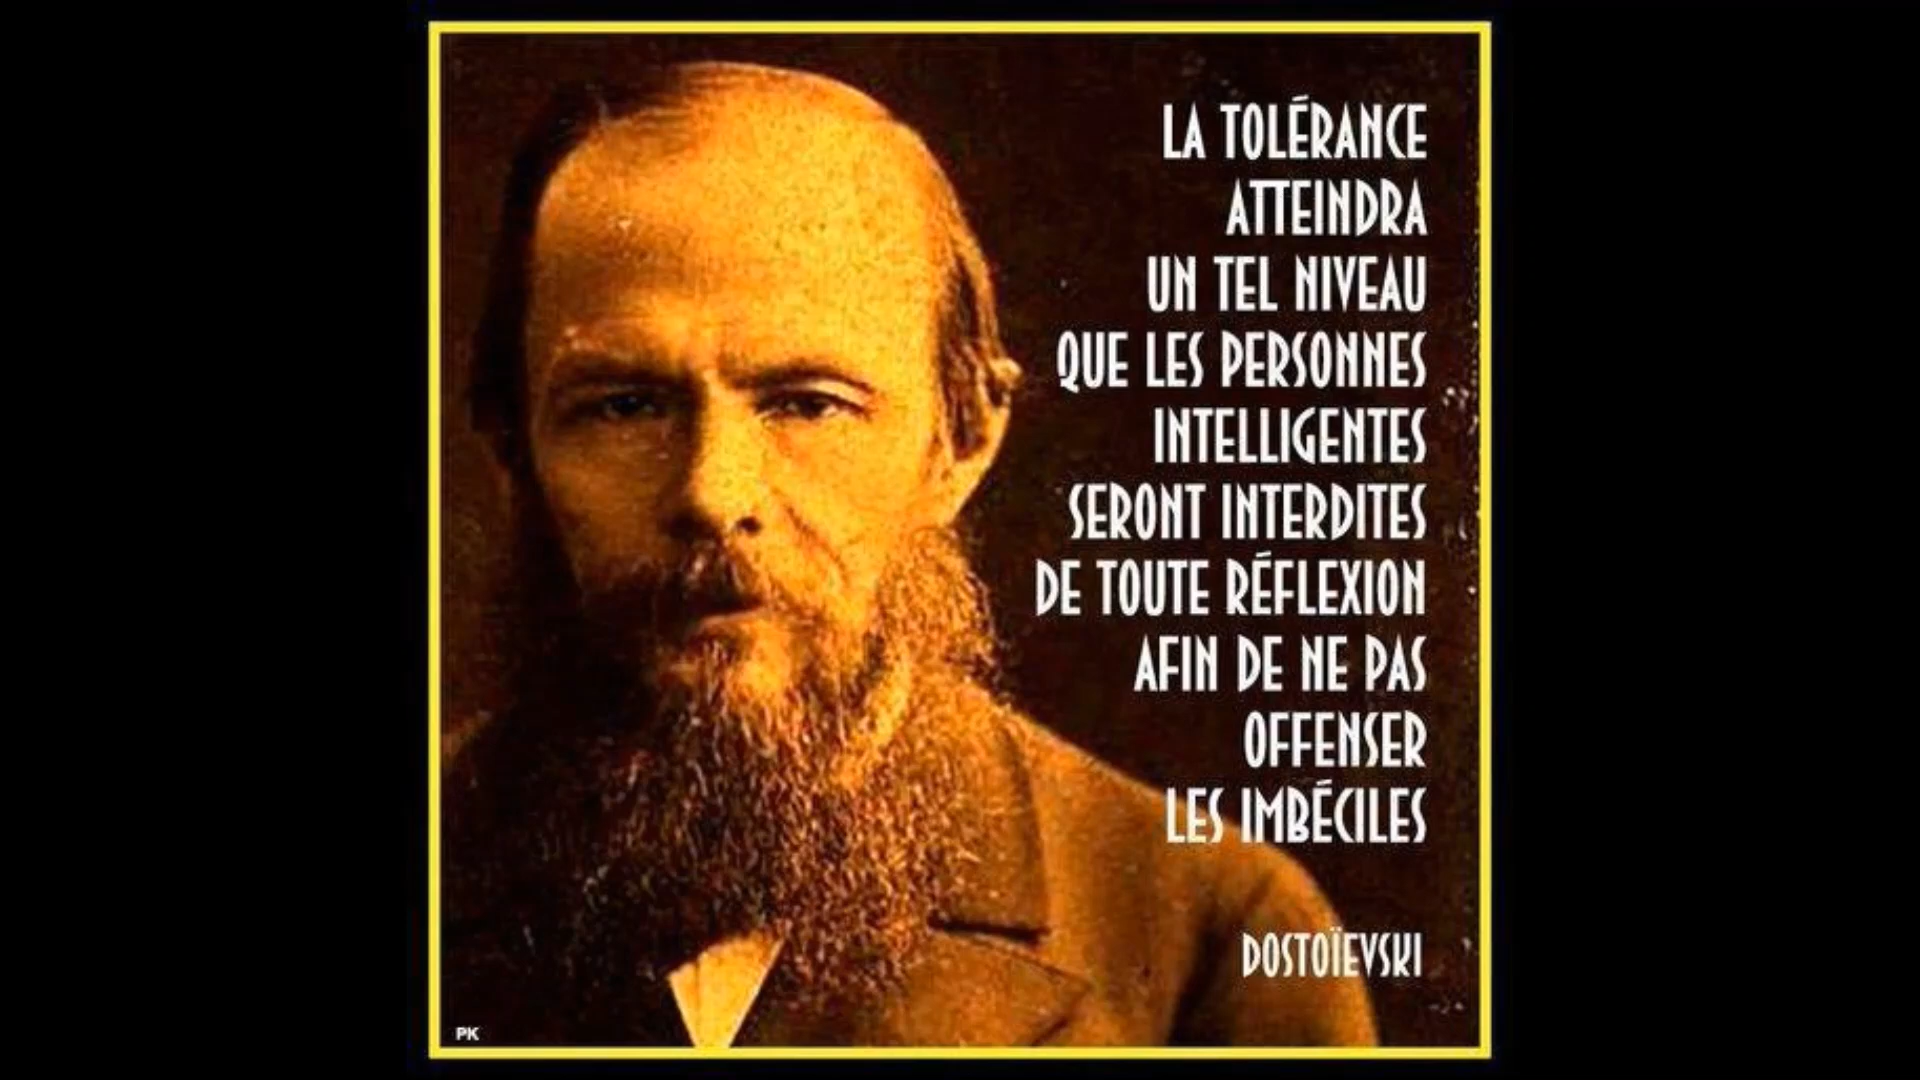 LA TOLÉRANCE
ATTEINDRA
UN TEL NIVEAU
QUE LES PERSONNES
INTELLIGENTES
SERONT INTERDITES
DE TOUTE RÉFLEXION
AFIN DE NE PAS
OFFENSER
LES IMBÉCILES
DOSTOÏEVSKI
PK